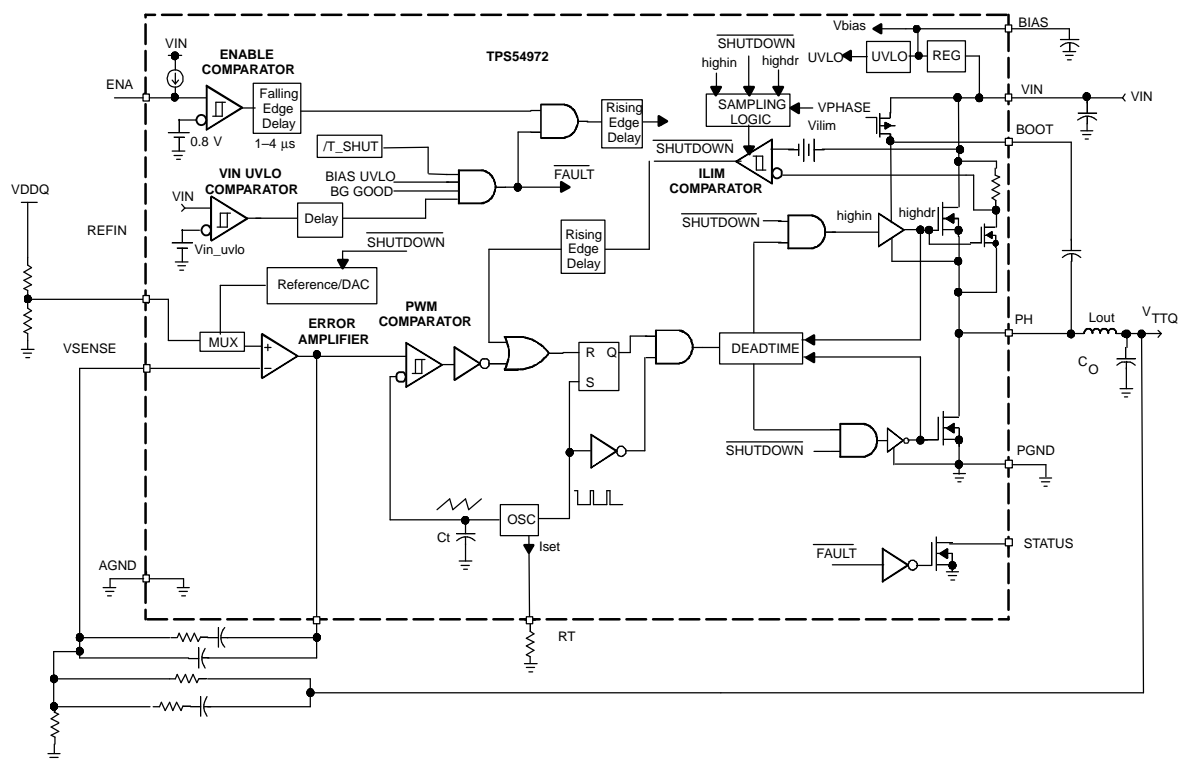 Vbias
BIAS
VIN
ENABLE
COMPARATOR
TPS54972
SHUTDOWN
highin
highdr
UVLO
UVLO
REG
ENA
Falling
Edge
Delay
0.8 V
1–4 μs
SAMPLING
LOGIC
VPHASE
Vilim
VIN
VIN
BOOT
Rising
Edge
Delay
/T_SHUT
SHUTDOWN
ILIM
COMPARATOR
VDDQ
VIN UVLO
COMPARATOR
BIAS UVLO
BG GOOD
FAULT
VIN
Delay
Vin_uvlo
REFIN
SHUTDOWN
Rising
Edge
Delay
SHUTDOWN
highin
highdr
Reference/DAC
PWM
COMPARATOR
ERROR
AMPLIFIER
MUX
+
−
VSENSE
R
Q
S
DEADTIME
PH
Lout
VTTQ
CO
SHUTDOWN
PGND
OSC
Ct
Iset
FAULT
STATUS
AGND
RT